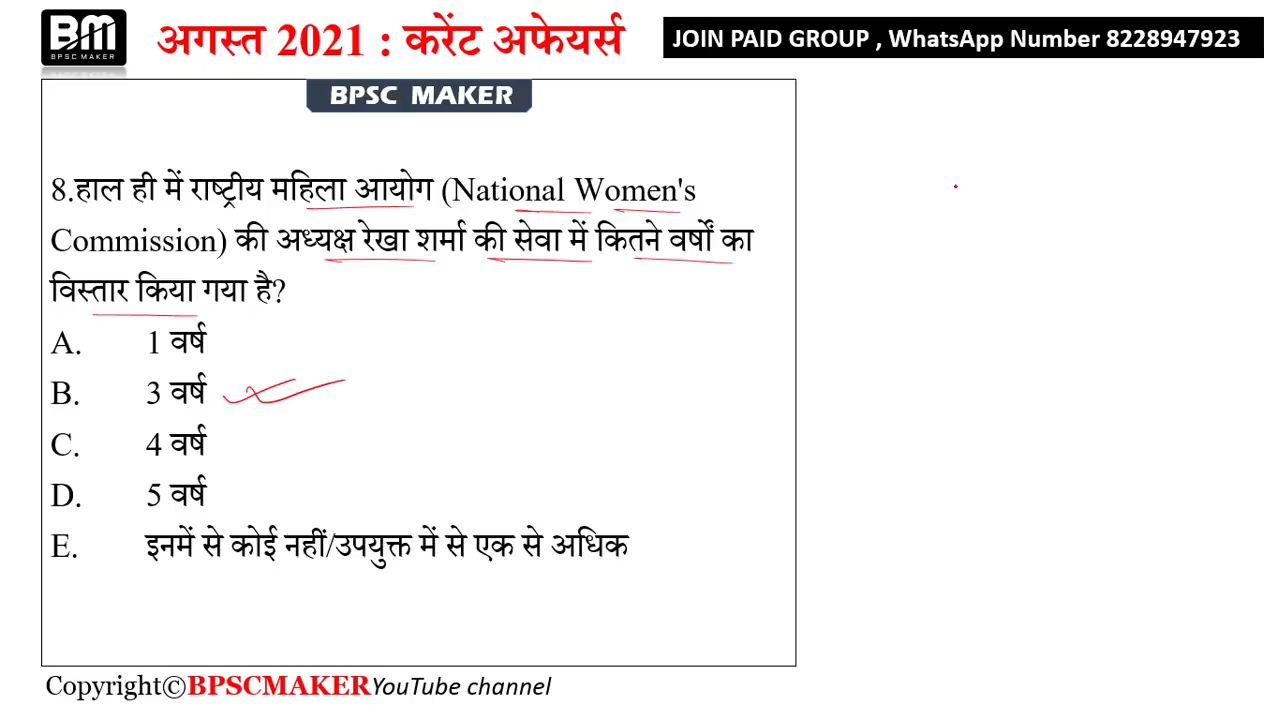 BM
BPSC MAKER
अगस्त 2021 : करेंट अफेयर्स
JOIN PAID GROUP , WhatsApp Number 8228947923
BPSC MAKER
8.हाल ही में राष्ट्रीय महिला आयोग (National Women's
Commission) की अध्यक्ष रेखा शर्मा की सेवा में कितने वर्षों का
विस्तार किया गया है?
A. 1 वर्ष
B. 3 वर्ष
C. 4 वर्ष
D. 5 वर्ष
E. इनमें से कोई नहीं/उपयुक्त में से एक से अधिक
Copyright©BPSCMAKERYouTube channel